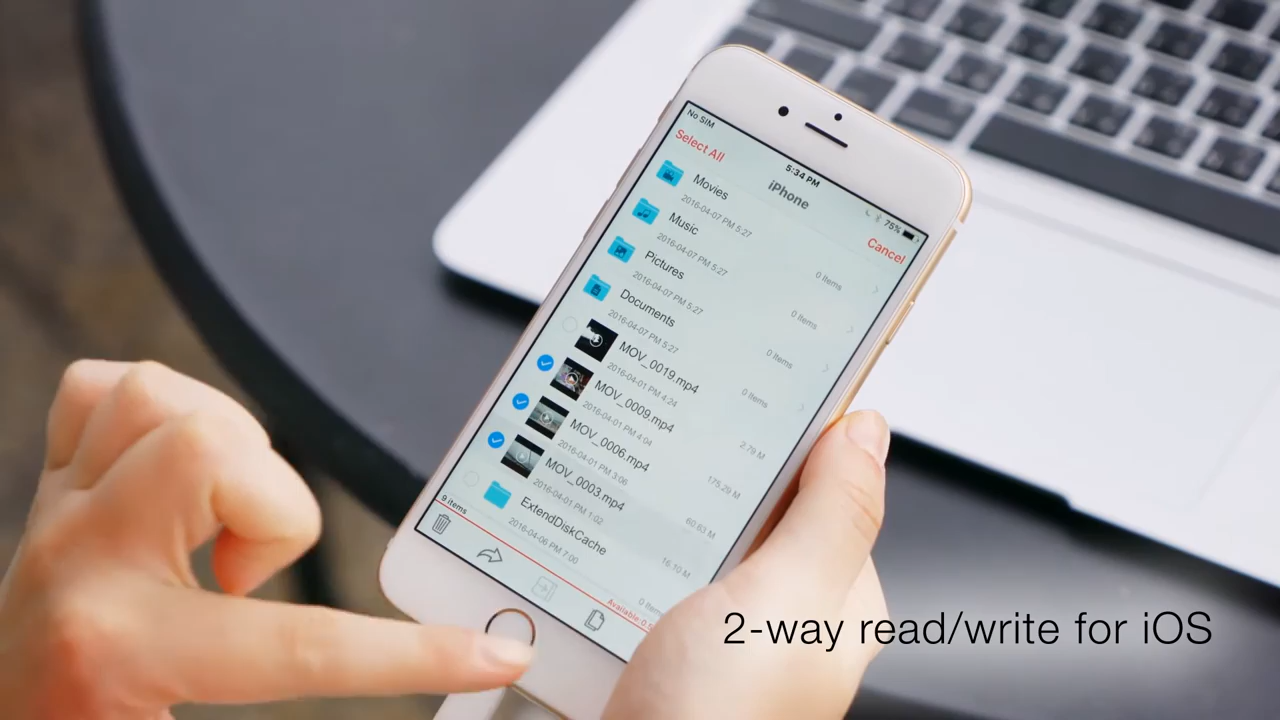 No SIM
5:34 PM
75%
Select All
iPhone
Cancel
Movies
2016-04-07 PM 5:27
0 Items
Music
2016-04-07 PM 5:27
0 Items
Pictures
2016-04-07 PM 5:27
0 Items
Documents
2016-04-07 PM 5:27
0 Items
MOV_0019.mp4
2016-04-01 PM 4:24
2.79 M
MOV_0009.mp4
2016-04-01 PM 4:04
175.29 M
MOV_0006.mp4
2016-04-01 PM 3:06
60.63 M
MOV_0003.mp4
2016-04-01 PM 1:02
16.10 M
ExtendDiskCache
2016-04-06 PM 7:00
0 Items
9 items
Available:0.
2-way read/write for iOS